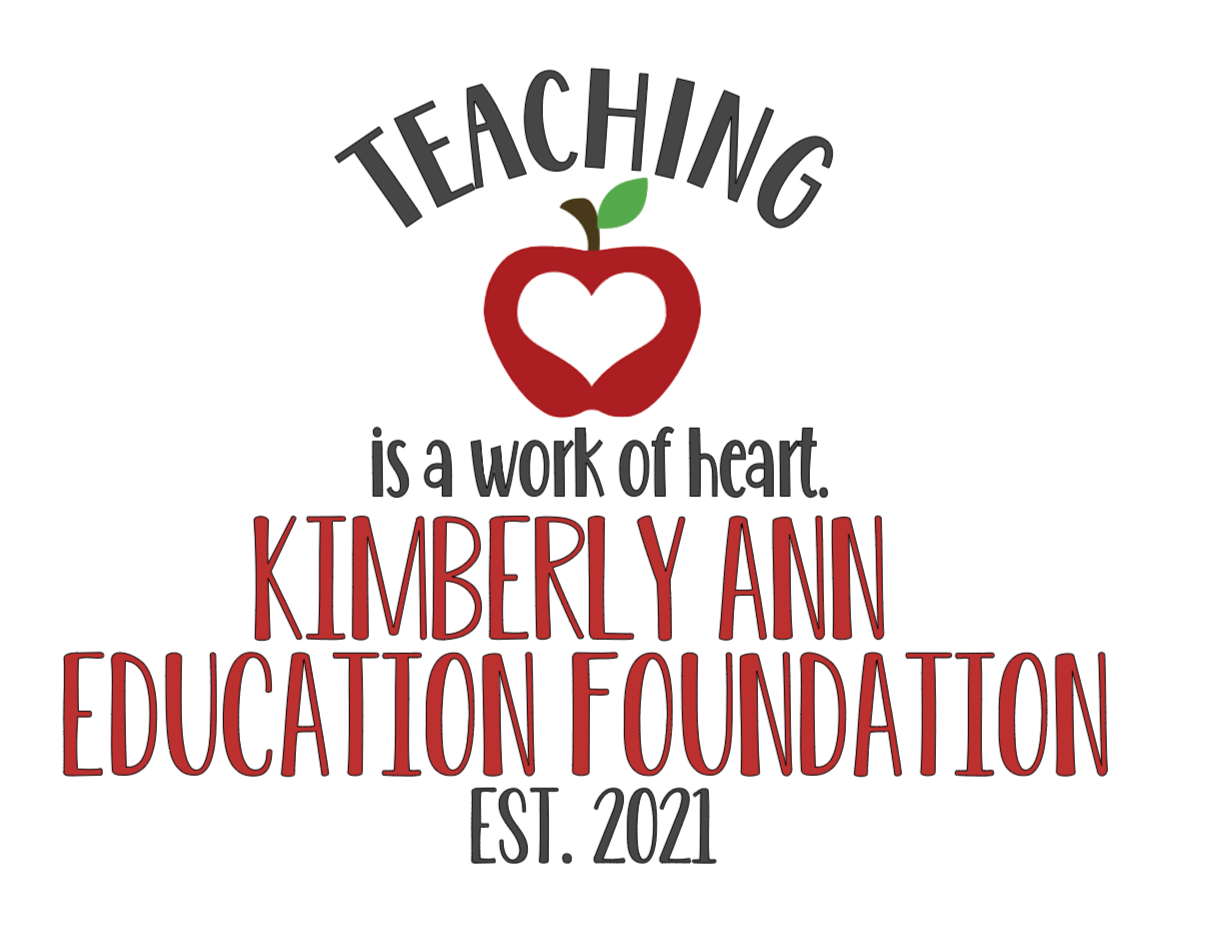 TEACHING
is a work of heart.
KIMBERLY ANN
EDUCATION FOUNDATION
EST. 2021